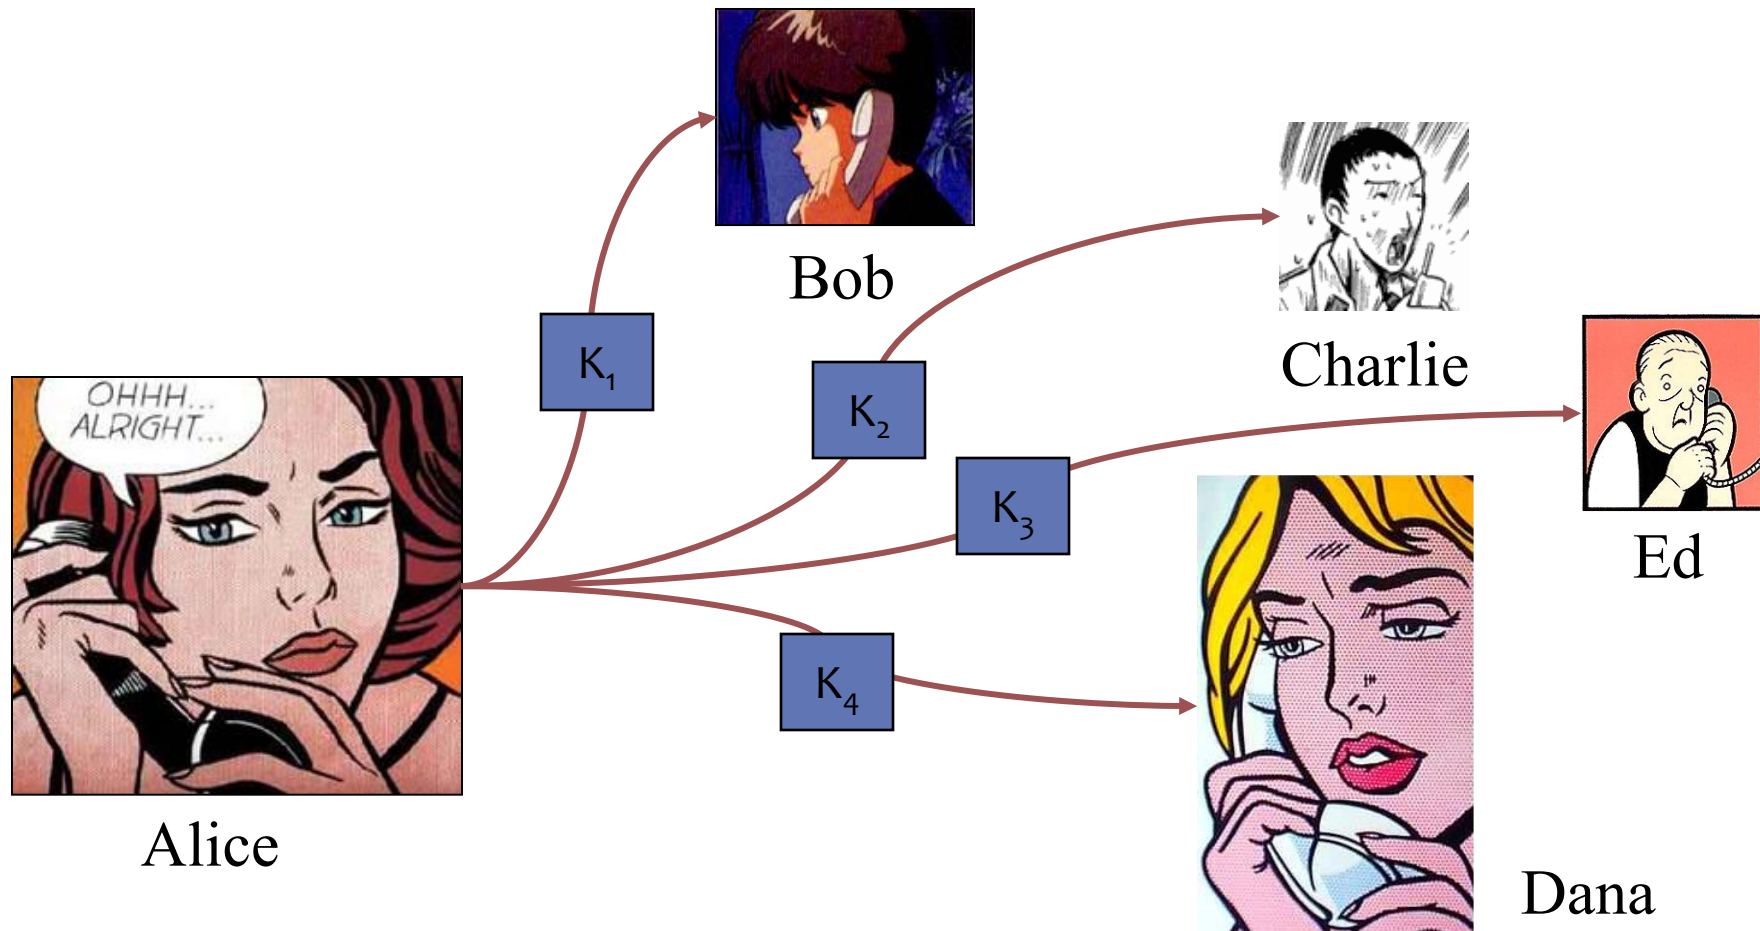 OHHH...
ALRIGHT...
Alice
K₁
Bob
K₂
Charlie
K₃
Ed
K₄
Dana